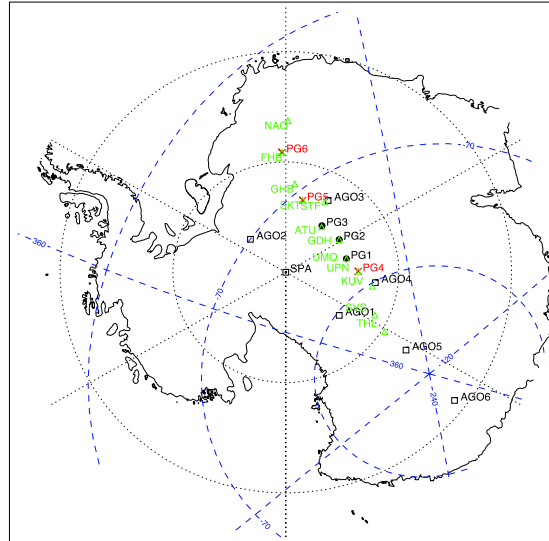 NAQ
PG6
FHB
70
GHB
PG5
SKT
STF
AGO3
ATU
PG3
GDH
PG2
AGO2
360
UMQ
PG1
UPN
PG4
SPA
KUV
AGO4
SVS
AGO1
THL
AGO5
360
120
-70
240
AGO6
-70